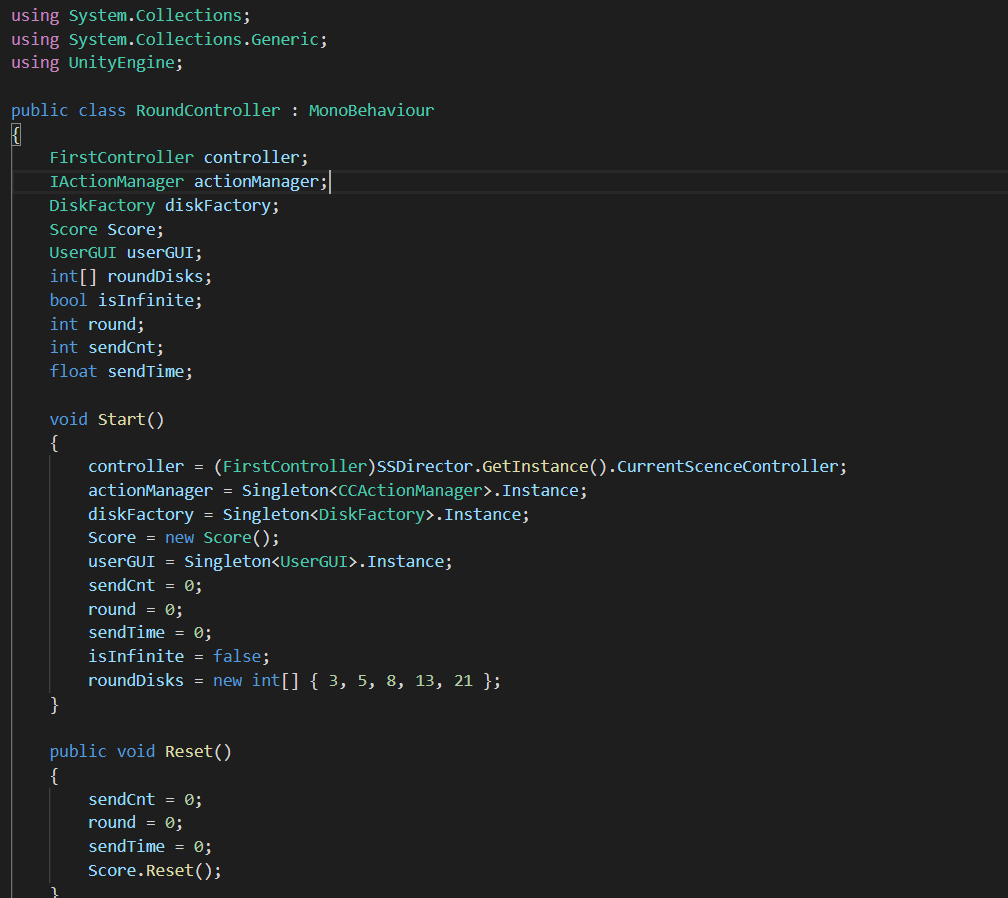 using System.Collections;
using System.Collections.Generic;
using UnityEngine;

public class RoundController : MonoBehaviour
{
    FirstController controller;
    IActionManager actionManager;
    DiskFactory diskFactory;
    Score Score;
    UserGUI userGUI;
    int[] roundDisks;
    bool isInfinite;
    int round;
    int sendCnt;
    float sendTime;

    void Start()
    {
        controller = (FirstController)SSDirector.GetInstance().CurrentScenceController;
        actionManager = Singleton<CCActionManager>.Instance;
        diskFactory = Singleton<DiskFactory>.Instance;
        Score = new Score();
        userGUI = Singleton<UserGUI>.Instance;
        sendCnt = 0;
        round = 0;
        sendTime = 0;
        isInfinite = false;
        roundDisks = new int[] { 3, 5, 8, 13, 21 };
    }

    public void Reset()
    {
        sendCnt = 0;
        round = 0;
        sendTime = 0;
        Score.Reset();
    }